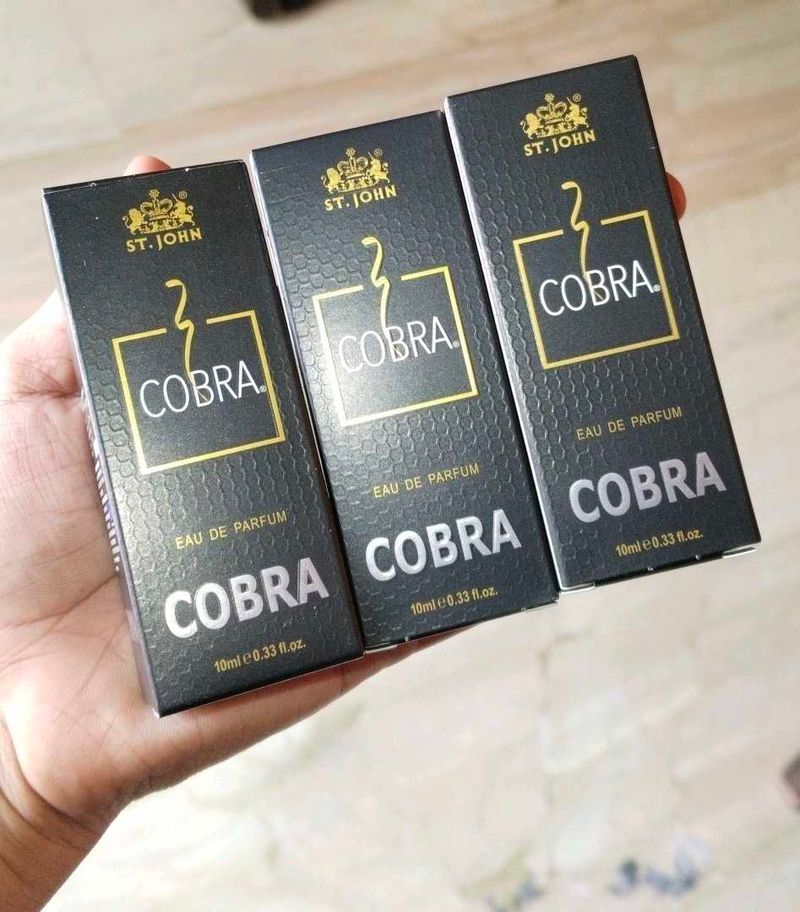 ®
ST. JOHN
COBRA®
EAU DE PARFUM
COBRA
10ml e 0.33 fl.oz.
®
ST. JOHN
COBRA®
EAU DE PARFUM
COBRA
10ml e 0.33 fl.oz.
®
ST. JOHN
COBRA®
EAU DE PARFUM
COBRA
10ml e 0.33 fl.oz.